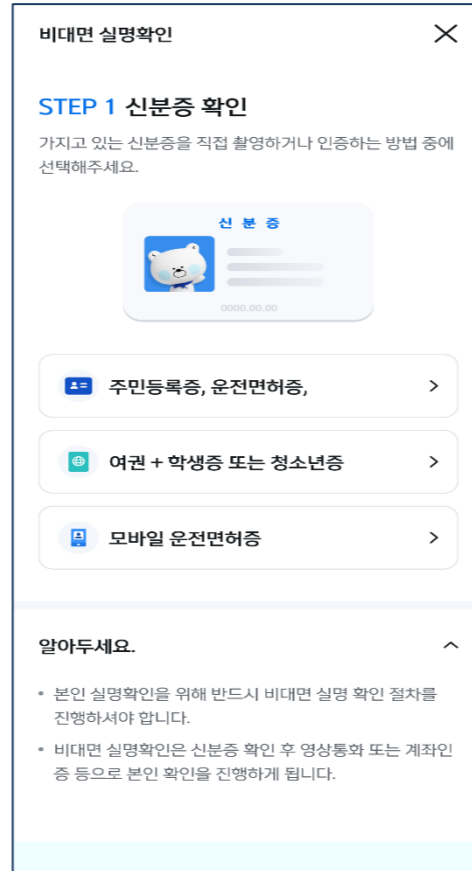 비대면 실명확인
STEP 1 신분증 확인
가지고 있는 신분증을 직접 촬영하거나 인증하는 방법 중에
선택해주세요.
신 분 증
0000.00.00
주민등록증, 운전면허증,
여권 + 학생증 또는 청소년증
모바일 운전면허증
알아두세요.
• 본인 실명확인을 위해 반드시 비대면 실명 확인 절차를
진행하셔야 합니다.
• 비대면 실명확인은 신분증 확인 후 영상통화 또는 계좌인
증 등으로 본인 확인을 진행하게 됩니다.